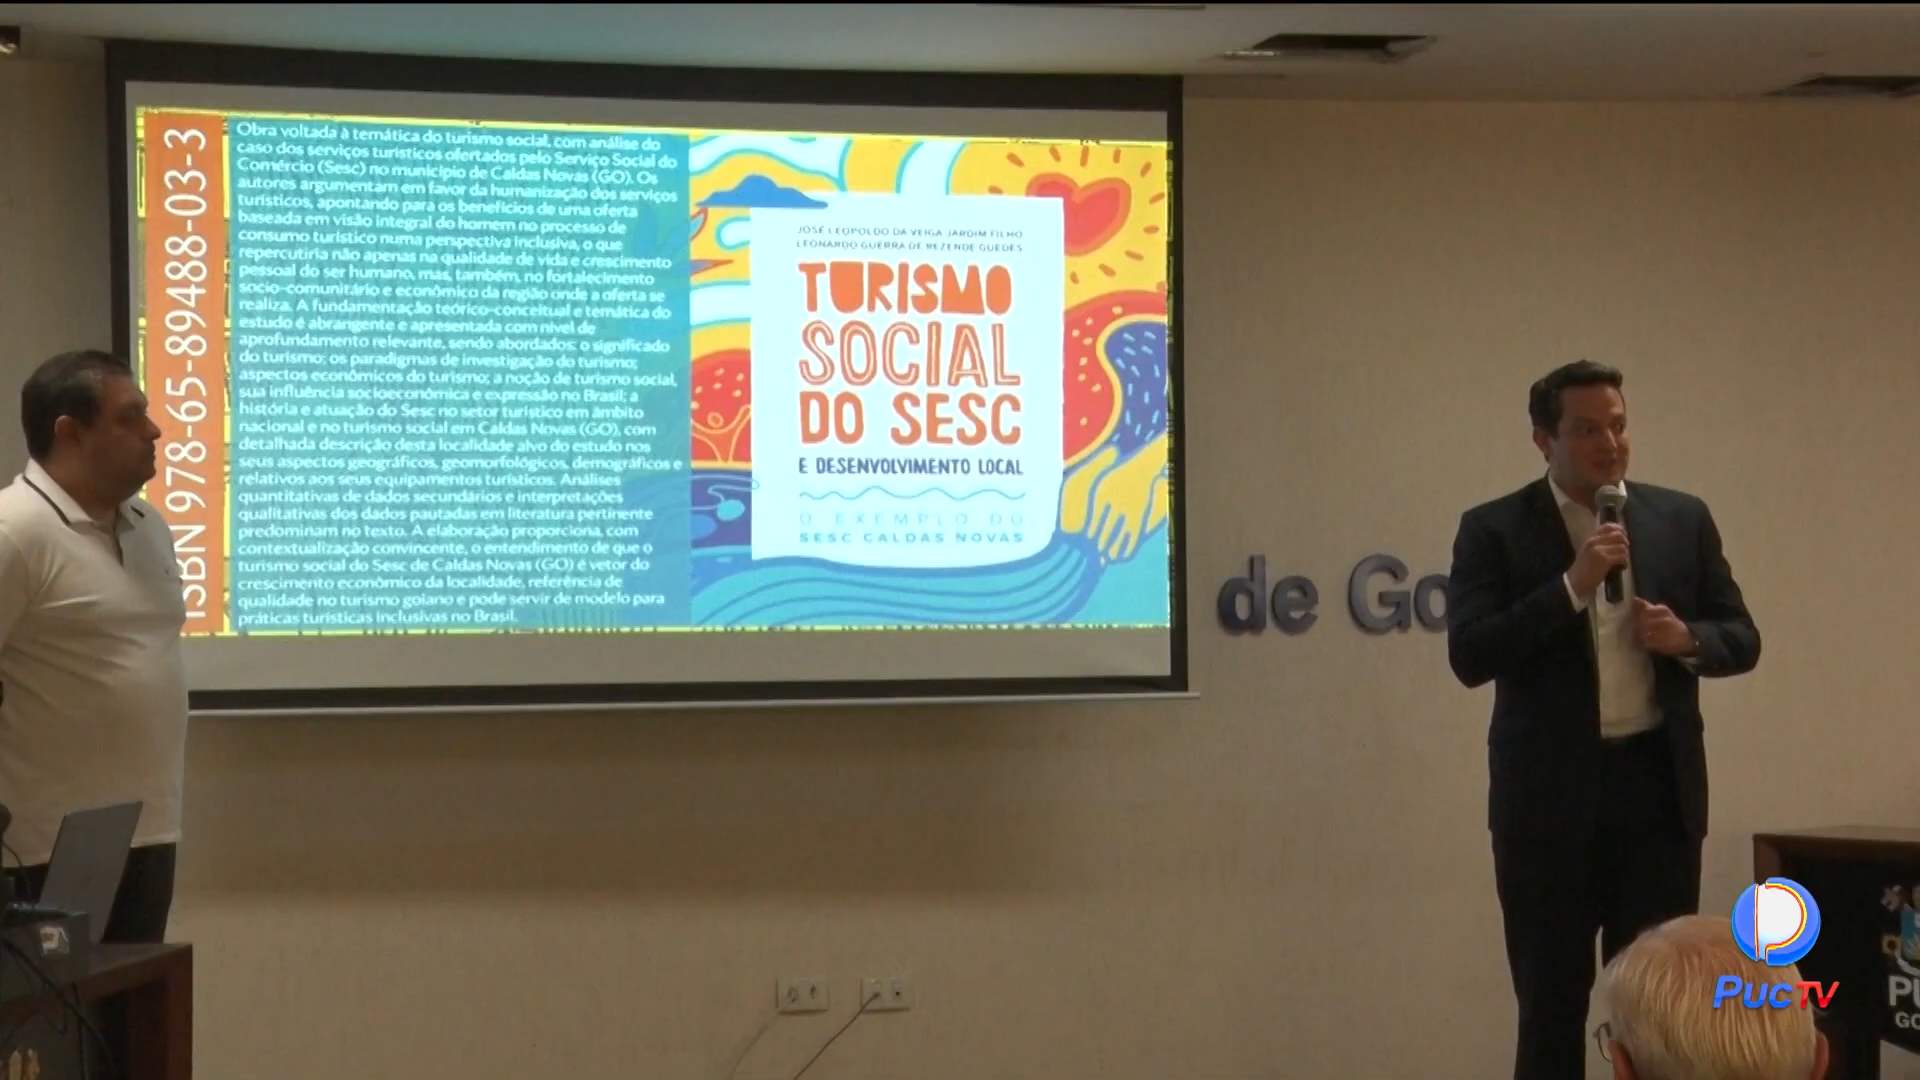 ISBN 978-65-89488-03-3
Obra voltada à temática do turismo social, com análise do
caso dos serviços turísticos ofertados pelo Serviço Social do
Comércio (Sesc) no município de Caldas Novas (GO). Os
autores argumentam em favor da humanização dos serviços
turísticos, apontando para os benefícios de uma oferta
baseada em visão integral do homem no processo de
consumo turístico numa perspectiva inclusiva, o que
repercutiria não apenas na qualidade de vida e crescimento
pessoal do ser humano, mas, também, no fortalecimento
socio-comunitário e econômico da região onde a oferta se
realiza. A fundamentação teórico-conceitual e temática do
estudo é abrangente e apresentada com nível de
aprofundamento relevante, sendo abordados: o significado
do turismo; os paradigmas de investigação do turismo;
aspectos econômicos do turismo; a noção de turismo social,
sua influência socioeconômica e expressão no Brasil; a
história e atuação do Sesc no setor turístico em âmbito
nacional e no turismo social em Caldas Novas (GO), com
detalhada descrição desta localidade alvo do estudo nos
seus aspectos geográficos, geomorfológicos, demográficos e
relativos aos seus equipamentos turísticos. Análises
quantitativas de dados secundários e interpretações
qualitativas dos dados pautadas em literatura pertinente
predominam no texto. A elaboração proporciona, com
contextualização convincente, o entendimento de que o
turismo social do Sesc de Caldas Novas (GO) é vetor do
crescimento econômico da localidade, referência de
qualidade no turismo goiano e pode servir de modelo para
práticas turísticas inclusivas no Brasil.
JOSÉ LEOPOLDO DA VEIGA JARDIM FILHO
LEONARDO GUERRA DE REZENDE GUEDES
TURISMO
SOCIAL
DO SESC
E DESENVOLVIMENTO LOCAL
O EXEMPLO DO
SESC CALDAS NOVAS
de Go
PUCTV
PU
GO